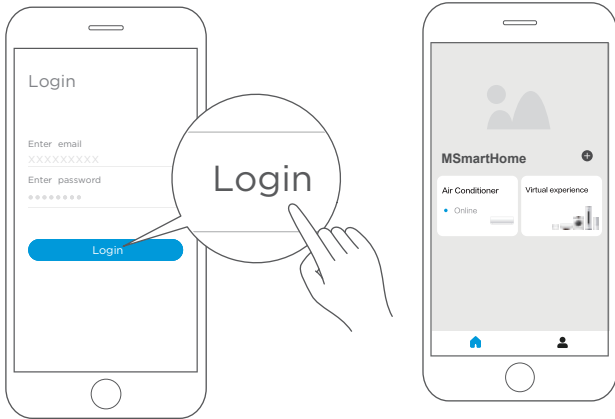 Login
Enter email
XXXXXXXXX
Enter password
Login
Login
MSmartHome
Air Conditioner
Online
Virtual experience